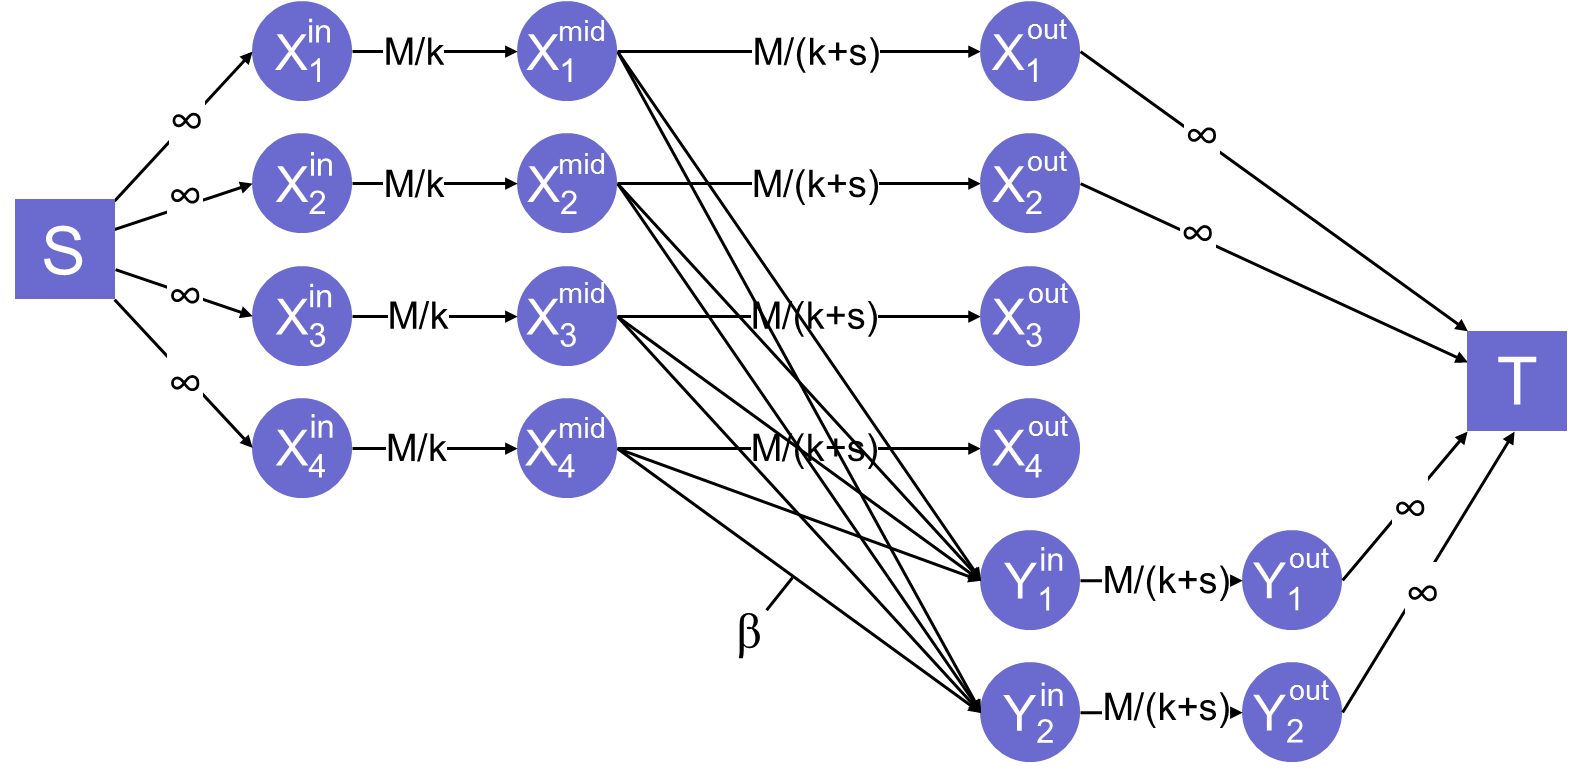 X₁ⁱⁿ M/k X₁ᵐⁱᵈ M/(k+s) X₁ᵒᵘᵗ
∞ ∞
X₂ⁱⁿ M/k X₂ᵐⁱᵈ M/(k+s) X₂ᵒᵘᵗ
∞ ∞
S
∞
X₃ⁱⁿ M/k X₃ᵐⁱᵈ M/(k+s) X₃ᵒᵘᵗ
T
∞
X₄ⁱⁿ M/k X₄ᵐⁱᵈ M/(k+s) X₄ᵒᵘᵗ
∞
Y₁ⁱⁿ M/(k+s) Y₁ᵒᵘᵗ
∞
β
Y₂ⁱⁿ M/(k+s) Y₂ᵒᵘᵗ